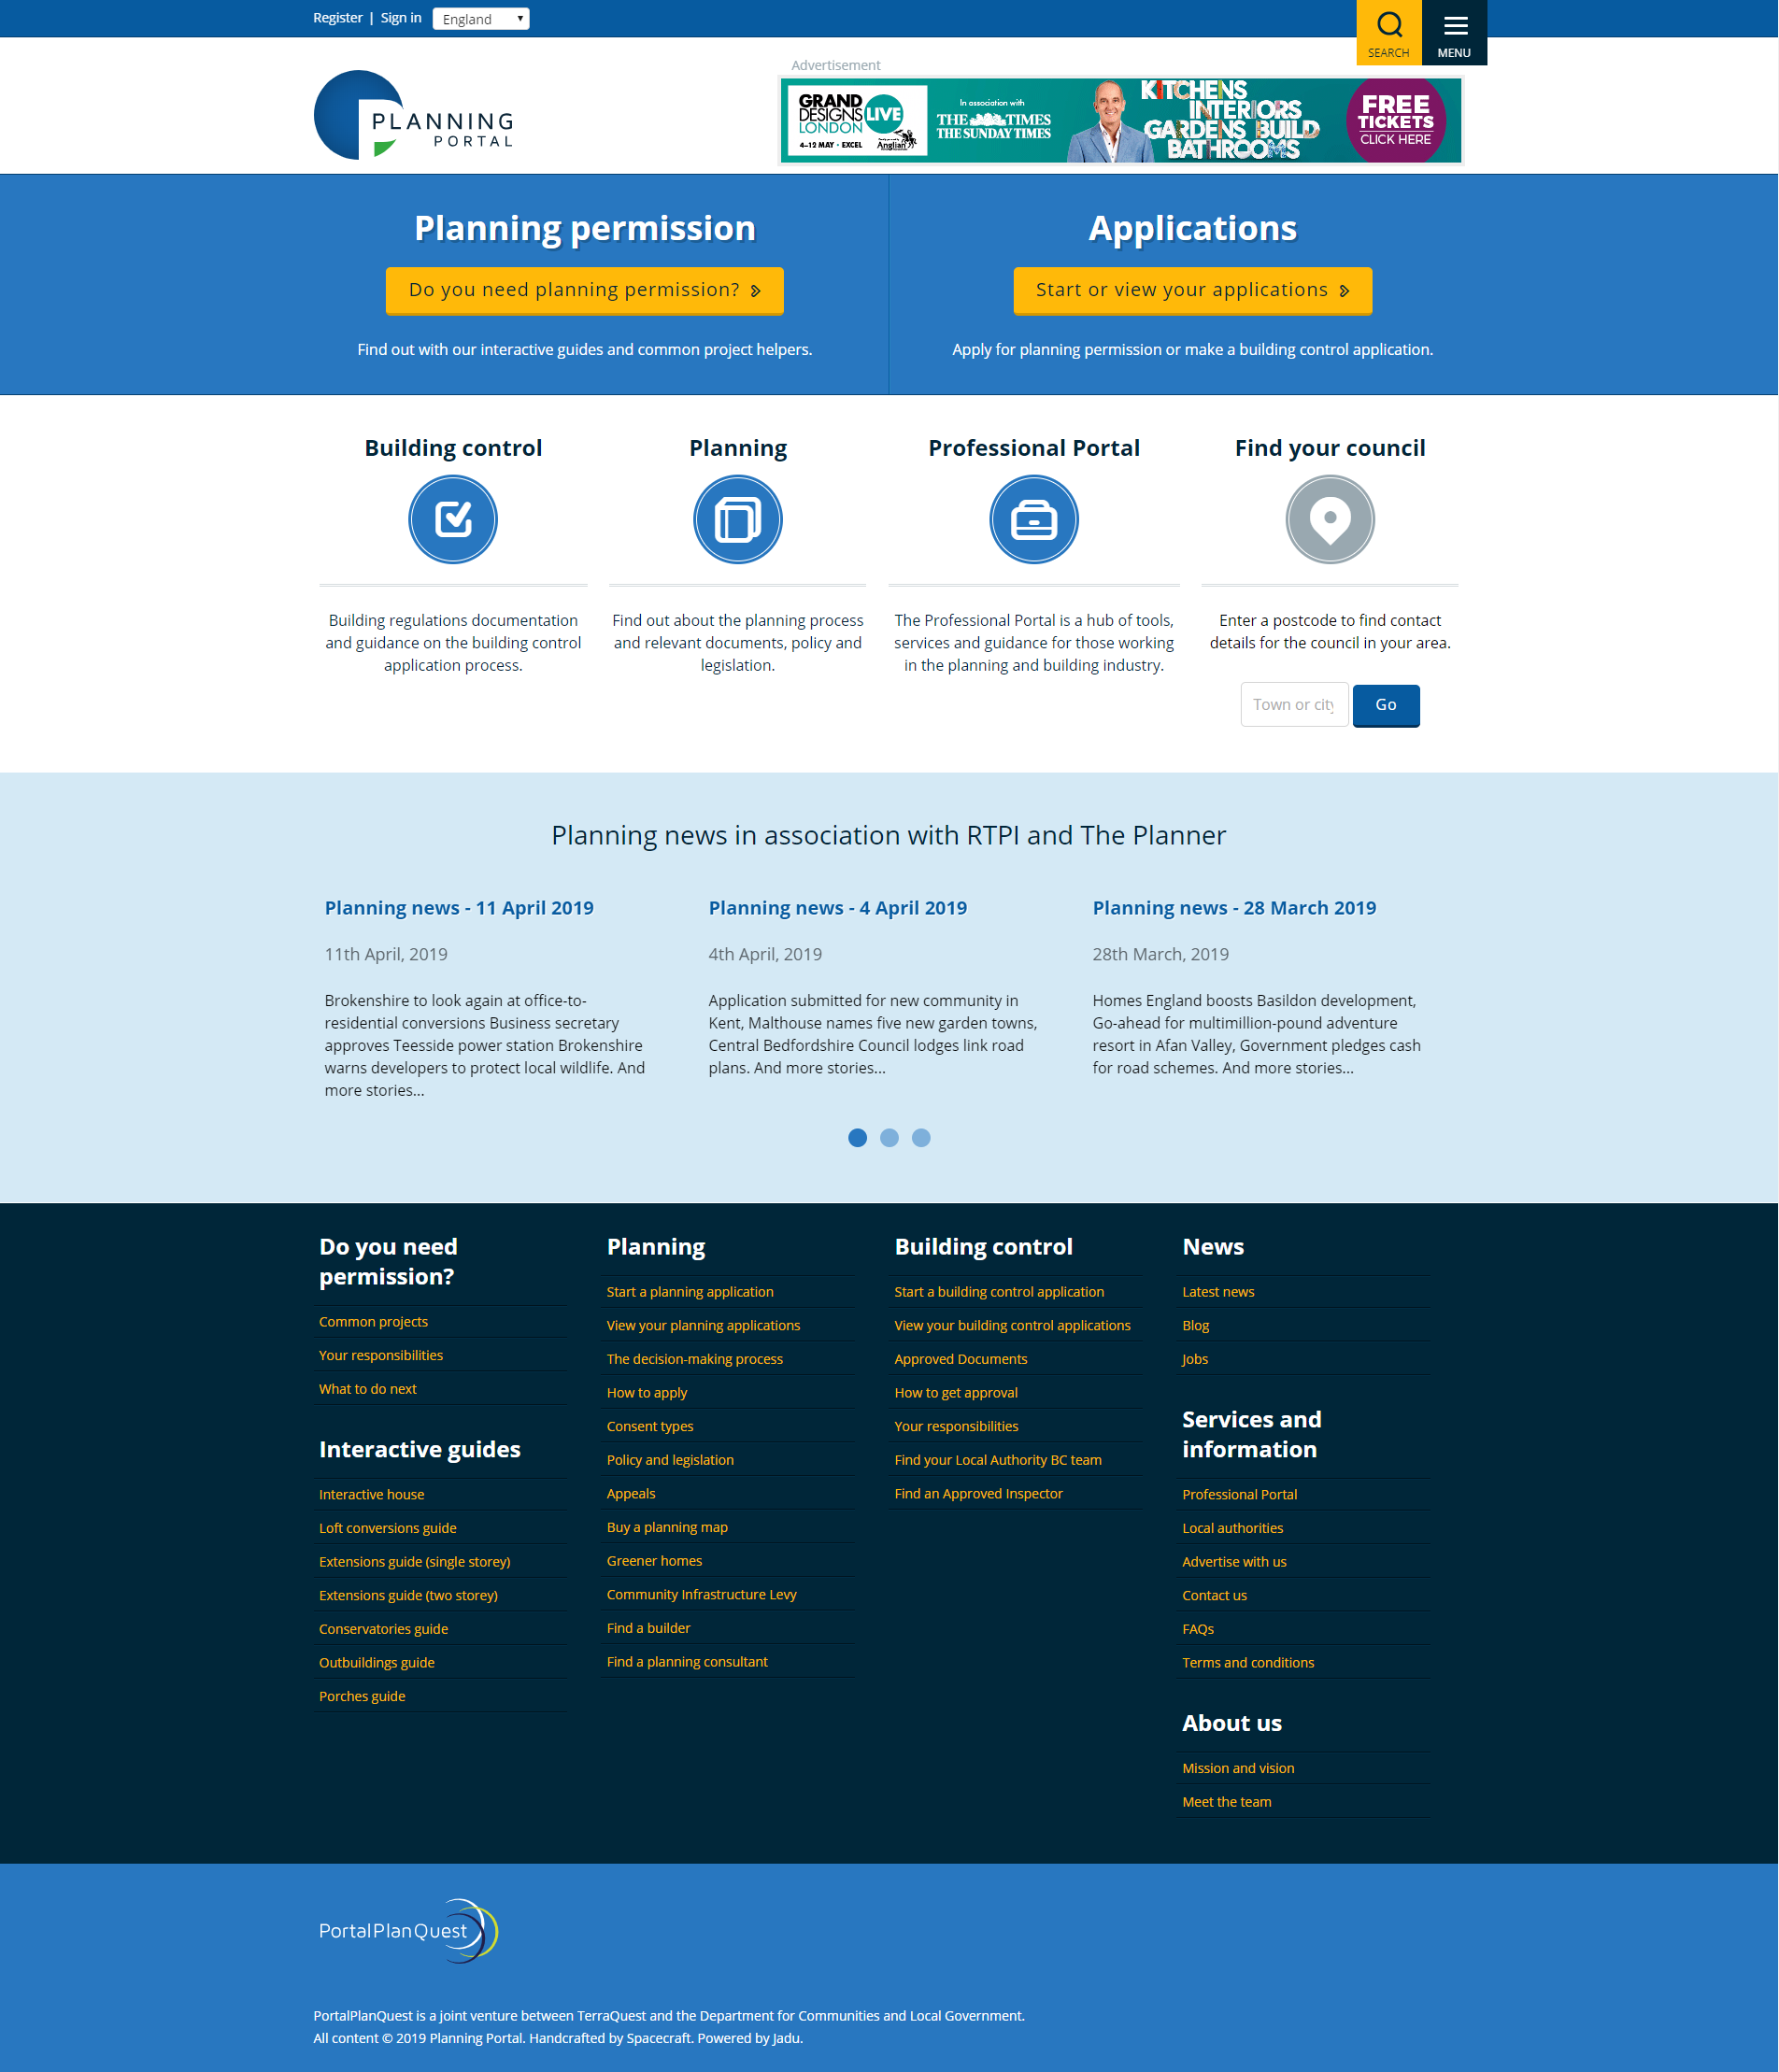 Register | Sign in England
SEARCH
MENU
Advertisement
PLANNING
PORTAL
GRAND
DESIGNS
LONDON
LIVE
4–12 MAY • EXCEL
Anglian
In association with
THE TIMES
THE SUNDAY TIMES
KITCHENS
INTERIORS
GARDENS BUILD
BATHROOMS
FREE
TICKETS
CLICK HERE
Planning permission
Do you need planning permission?
Find out with our interactive guides and common project helpers.
Applications
Start or view your applications
Apply for planning permission or make a building control application.
Building control
Building regulations documentation
and guidance on the building control
application process.
Planning
Find out about the planning process
and relevant documents, policy and
legislation.
Professional Portal
The Professional Portal is a hub of tools,
services and guidance for those working
in the planning and building industry.
Find your council
Enter a postcode to find contact
details for the council in your area.
Town or city
Go
Planning news in association with RTPI and The Planner
Planning news - 11 April 2019
11th April, 2019
Brokenshire to look again at office-to-
residential conversions Business secretary
approves Teesside power station Brokenshire
warns developers to protect local wildlife. And
more stories...
Planning news - 4 April 2019
4th April, 2019
Application submitted for new community in
Kent, Malthouse names five new garden towns,
Central Bedfordshire Council lodges link road
plans. And more stories...
Planning news - 28 March 2019
28th March, 2019
Homes England boosts Basildon development,
Go-ahead for multimillion-pound adventure
resort in Afan Valley, Government pledges cash
for road schemes. And more stories...
Do you need
permission?
Common projects
Your responsibilities
What to do next
Interactive guides
Interactive house
Loft conversions guide
Extensions guide (single storey)
Extensions guide (two storey)
Conservatories guide
Outbuildings guide
Porches guide
Planning
Start a planning application
View your planning applications
The decision-making process
How to apply
Consent types
Policy and legislation
Appeals
Buy a planning map
Greener homes
Community Infrastructure Levy
Find a builder
Find a planning consultant
Building control
Start a building control application
View your building control applications
Approved Documents
How to get approval
Your responsibilities
Find your Local Authority BC team
Find an Approved Inspector
News
Latest news
Blog
Jobs
Services and
information
Professional Portal
Local authorities
Advertise with us
Contact us
FAQs
Terms and conditions
About us
Mission and vision
Meet the team
PortalPlanQuest
PortalPlanQuest is a joint venture between TerraQuest and the Department for Communities and Local Government.
All content © 2019 Planning Portal. Handcrafted by Spacecraft. Powered by Jadu.